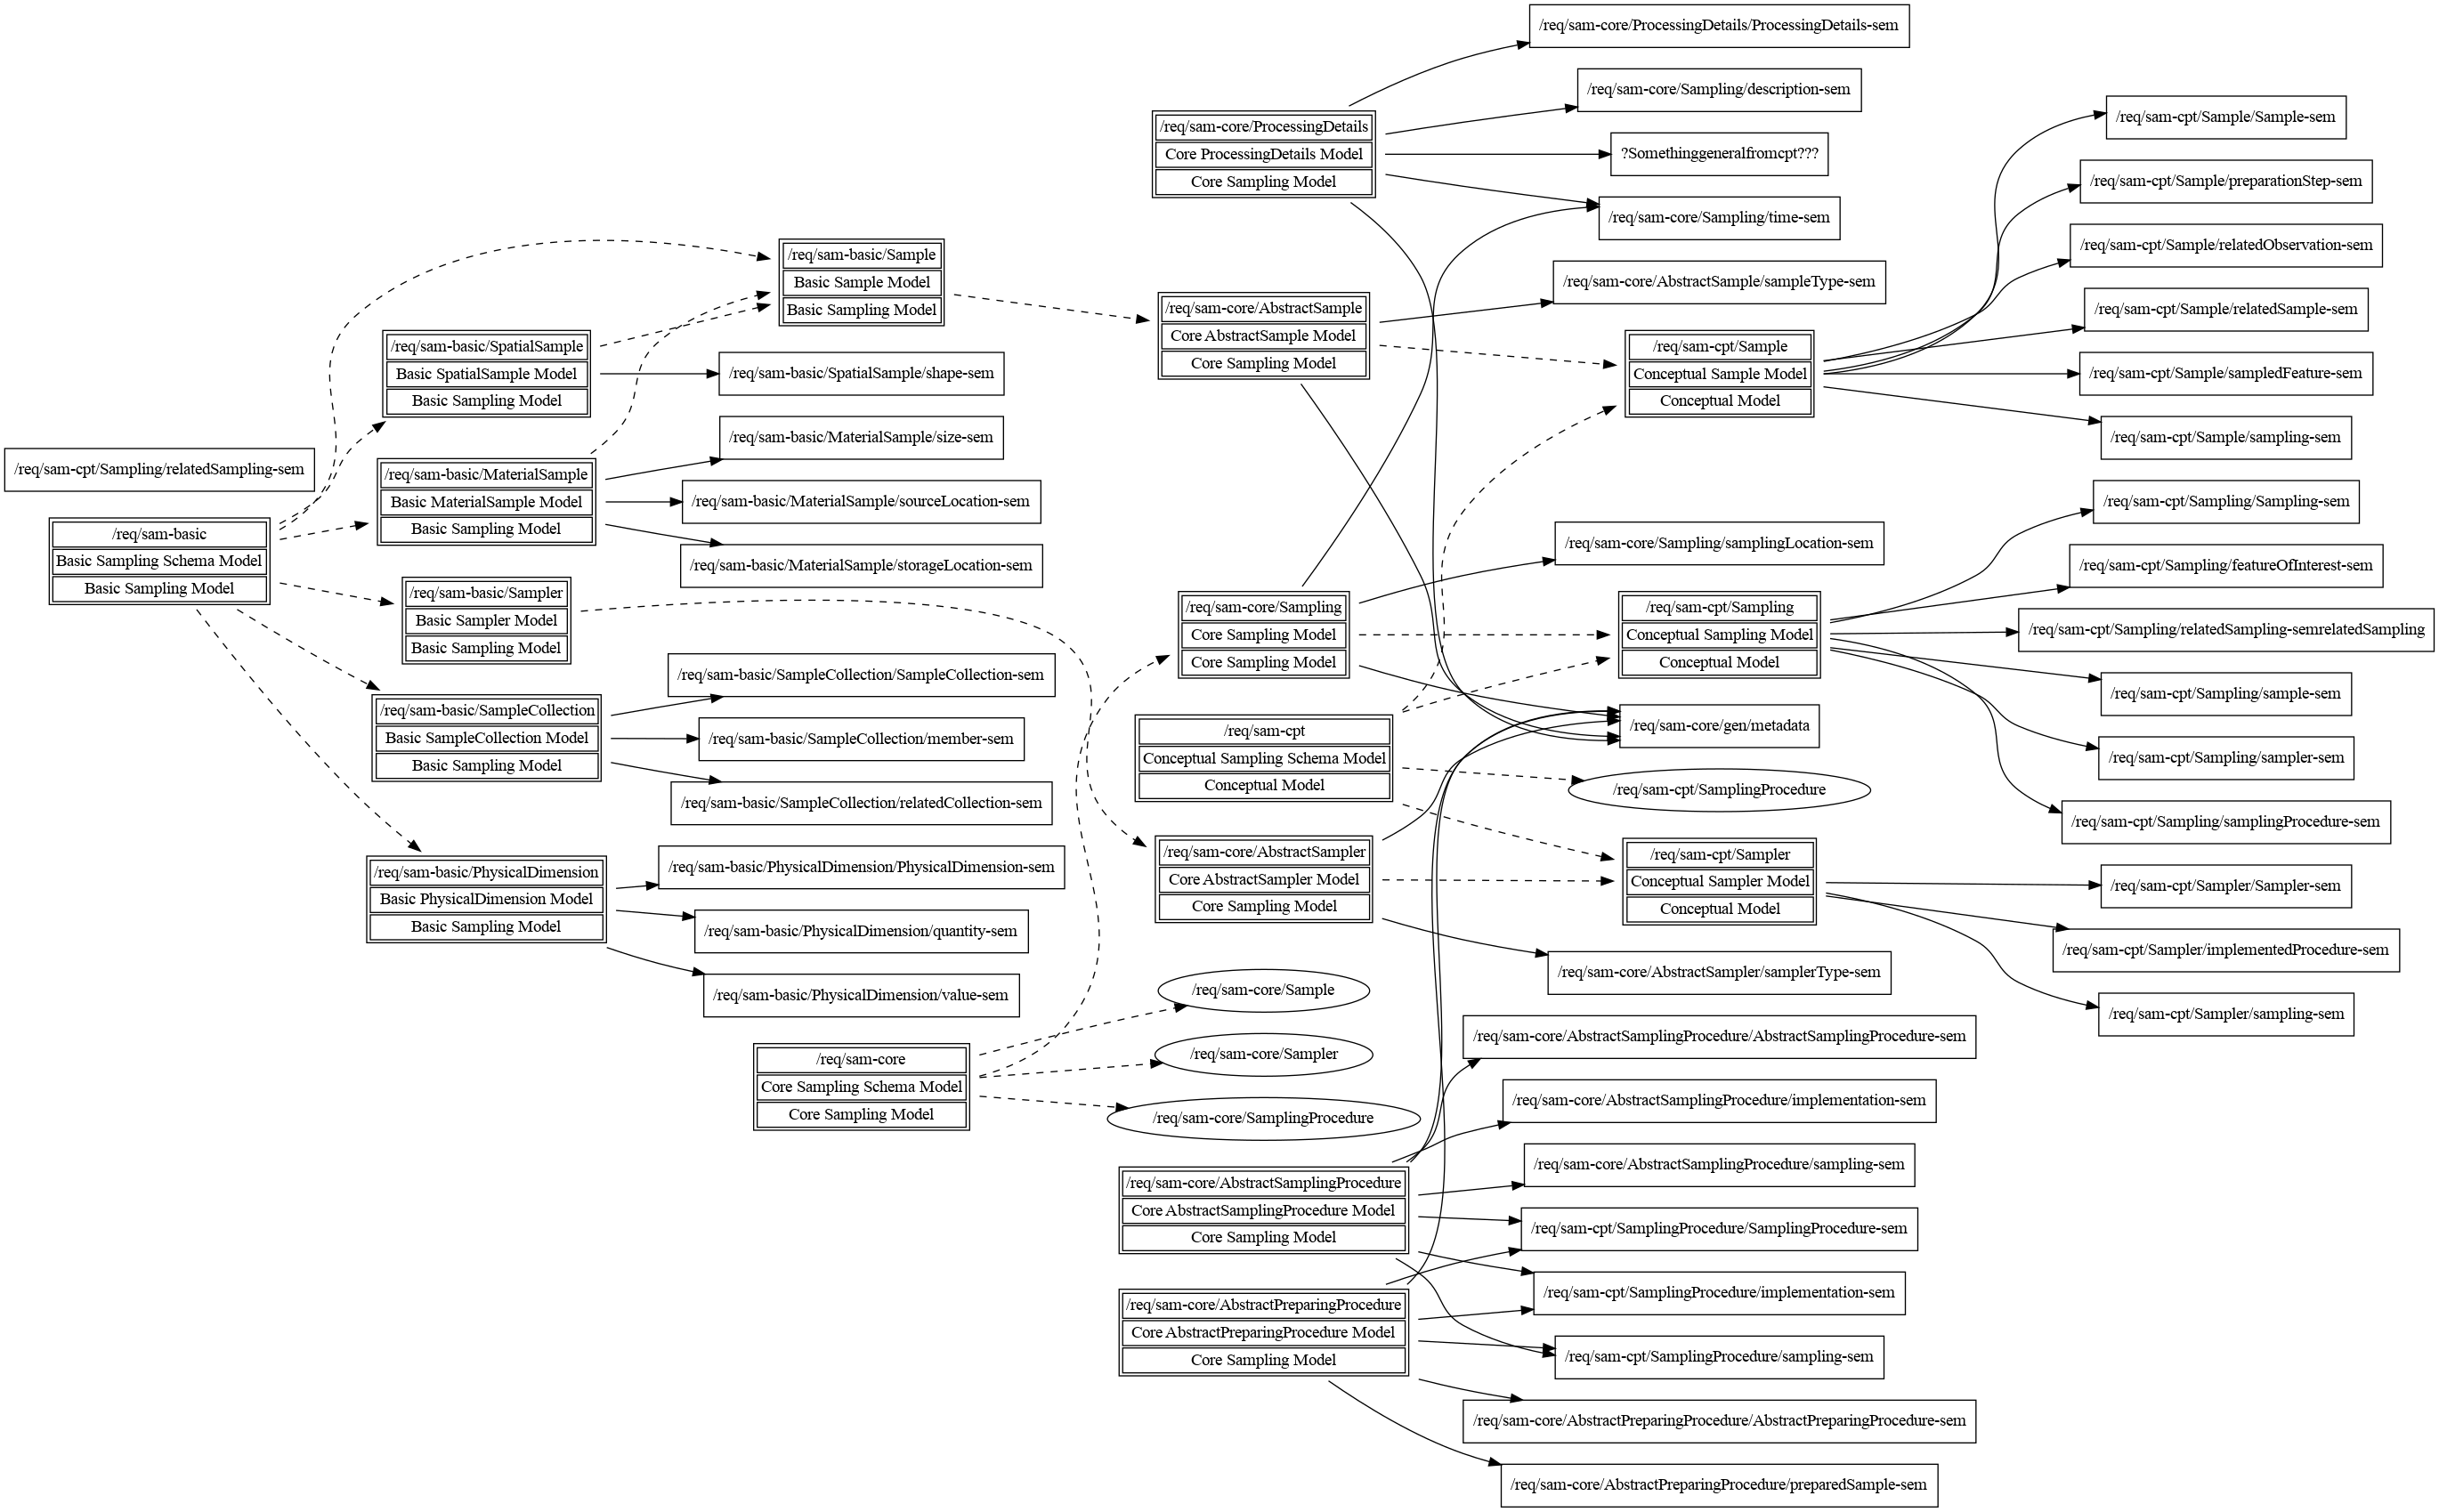 /req/sam-cpt/Sampling/relatedSampling-sem
/req/sam-basic
Basic Sampling Schema Model
Basic Sampling Model
/req/sam-basic/SpatialSample
Basic SpatialSample Model
Basic Sampling Model
/req/sam-basic/MaterialSample
Basic MaterialSample Model
Basic Sampling Model
/req/sam-basic/Sampler
Basic Sampler Model
Basic Sampling Model
/req/sam-basic/SampleCollection
Basic SampleCollection Model
Basic Sampling Model
/req/sam-basic/PhysicalDimension
Basic PhysicalDimension Model
Basic Sampling Model
/req/sam-basic/Sample
Basic Sample Model
Basic Sampling Model
/req/sam-basic/SpatialSample/shape-sem
/req/sam-basic/MaterialSample/size-sem
/req/sam-basic/MaterialSample/sourceLocation-sem
/req/sam-basic/MaterialSample/storageLocation-sem
/req/sam-basic/SampleCollection/SampleCollection-sem
/req/sam-basic/SampleCollection/member-sem
/req/sam-basic/SampleCollection/relatedCollection-sem
/req/sam-basic/PhysicalDimension/PhysicalDimension-sem
/req/sam-basic/PhysicalDimension/quantity-sem
/req/sam-basic/PhysicalDimension/value-sem
/req/sam-core
Core Sampling Schema Model
Core Sampling Model
/req/sam-core/ProcessingDetails
Core ProcessingDetails Model
Core Sampling Model
/req/sam-core/AbstractSample
Core AbstractSample Model
Core Sampling Model
/req/sam-core/Sampling
Core Sampling Model
Core Sampling Model
/req/sam-cpt
Conceptual Sampling Schema Model
Conceptual Model
/req/sam-core/AbstractSampler
Core AbstractSampler Model
Core Sampling Model
/req/sam-core/Sample
/req/sam-core/Sampler
/req/sam-core/SamplingProcedure
/req/sam-core/AbstractSamplingProcedure
Core AbstractSamplingProcedure Model
Core Sampling Model
/req/sam-core/AbstractPreparingProcedure
Core AbstractPreparingProcedure Model
Core Sampling Model
/req/sam-core/ProcessingDetails/ProcessingDetails-sem
/req/sam-core/Sampling/description-sem
?Somethinggeneralfromcpt???
/req/sam-core/Sampling/time-sem
/req/sam-core/AbstractSample/sampleType-sem
/req/sam-cpt/Sample
Conceptual Sample Model
Conceptual Model
/req/sam-core/Sampling/samplingLocation-sem
/req/sam-cpt/Sampling
Conceptual Sampling Model
Conceptual Model
/req/sam-core/gen/metadata
/req/sam-cpt/SamplingProcedure
/req/sam-cpt/Sampler
Conceptual Sampler Model
Conceptual Model
/req/sam-core/AbstractSampler/samplerType-sem
/req/sam-core/AbstractSamplingProcedure/AbstractSamplingProcedure-sem
/req/sam-core/AbstractSamplingProcedure/implementation-sem
/req/sam-core/AbstractSamplingProcedure/sampling-sem
/req/sam-cpt/SamplingProcedure/SamplingProcedure-sem
/req/sam-cpt/SamplingProcedure/implementation-sem
/req/sam-cpt/SamplingProcedure/sampling-sem
/req/sam-core/AbstractPreparingProcedure/AbstractPreparingProcedure-sem
/req/sam-core/AbstractPreparingProcedure/preparedSample-sem
/req/sam-cpt/Sample/Sample-sem
/req/sam-cpt/Sample/preparationStep-sem
/req/sam-cpt/Sample/relatedObservation-sem
/req/sam-cpt/Sample/relatedSample-sem
/req/sam-cpt/Sample/sampledFeature-sem
/req/sam-cpt/Sample/sampling-sem
/req/sam-cpt/Sampling/Sampling-sem
/req/sam-cpt/Sampling/featureOfInterest-sem
/req/sam-cpt/Sampling/relatedSampling-semrelatedSampling
/req/sam-cpt/Sampling/sample-sem
/req/sam-cpt/Sampling/sampler-sem
/req/sam-cpt/Sampling/samplingProcedure-sem
/req/sam-cpt/Sampler/Sampler-sem
/req/sam-cpt/Sampler/implementedProcedure-sem
/req/sam-cpt/Sampler/sampling-sem